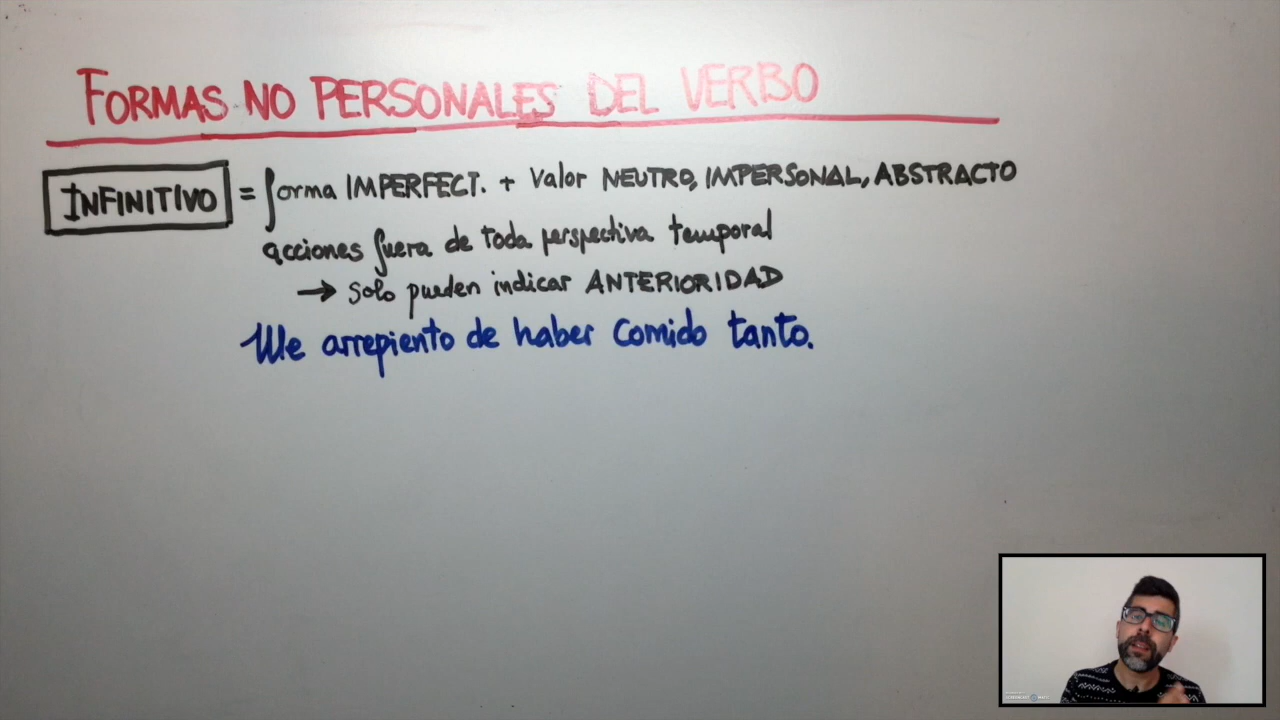 FORMAS NO PERSONALES DEL VERBO
INFINITIVO = forma IMPERFECT. + Valor NEUTRO, IMPERSONAL, ABSTRACTO
acciones fuera de toda perspectiva temporal
→ Solo pueden indicar ANTERIORIDAD
Me arrepiento de haber comido tanto.